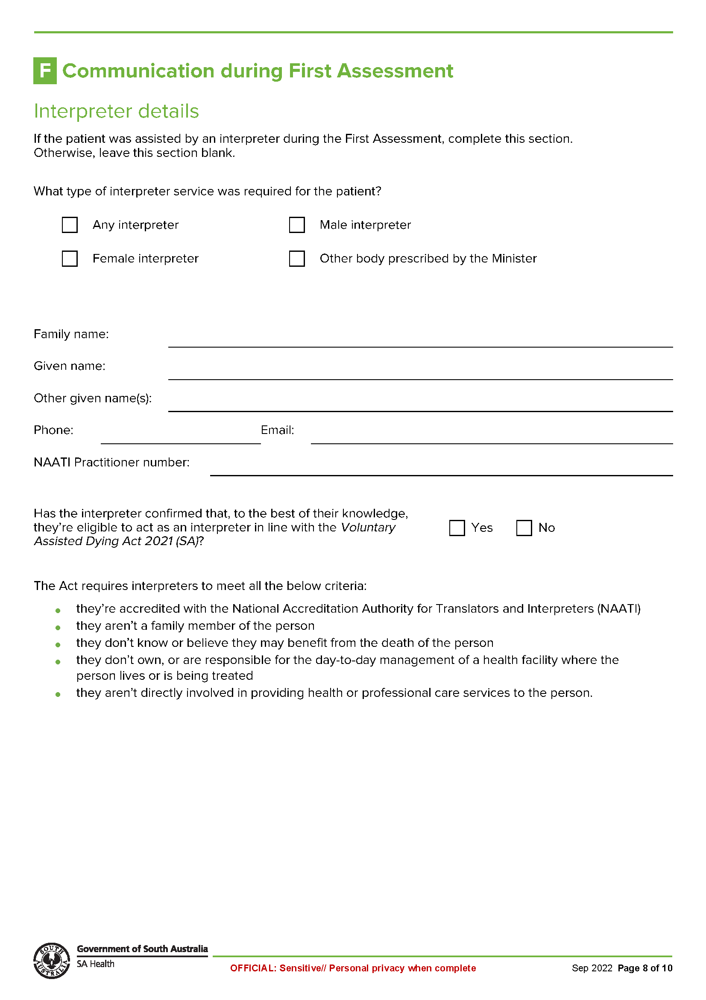 F Communication during First Assessment
Interpreter details
If the patient was assisted by an interpreter during the First Assessment, complete this section.
Otherwise, leave this section blank.
What type of interpreter service was required for the patient?
Any interpreter
Male interpreter
Female interpreter
Other body prescribed by the Minister
Family name:
Given name:
Other given name(s):
Phone:
Email:
NAATI Practitioner number:
Has the interpreter confirmed that, to the best of their knowledge,
they're eligible to act as an interpreter in line with the Voluntary
Assisted Dying Act 2021 (SA)?
Yes
No
The Act requires interpreters to meet all the below criteria:
• they're accredited with the National Accreditation Authority for Translators and Interpreters (NAATI)
• they aren't a family member of the person
• they don't know or believe they may benefit from the death of the person
• they don't own, or are responsible for the day-to-day management of a health facility where the
person lives or is being treated
• they aren't directly involved in providing health or professional care services to the person.
SOUTH AUSTRALIA
Government of South Australia
SA Health
OFFICIAL: Sensitive// Personal privacy when complete
Sep 2022 Page 8 of 10